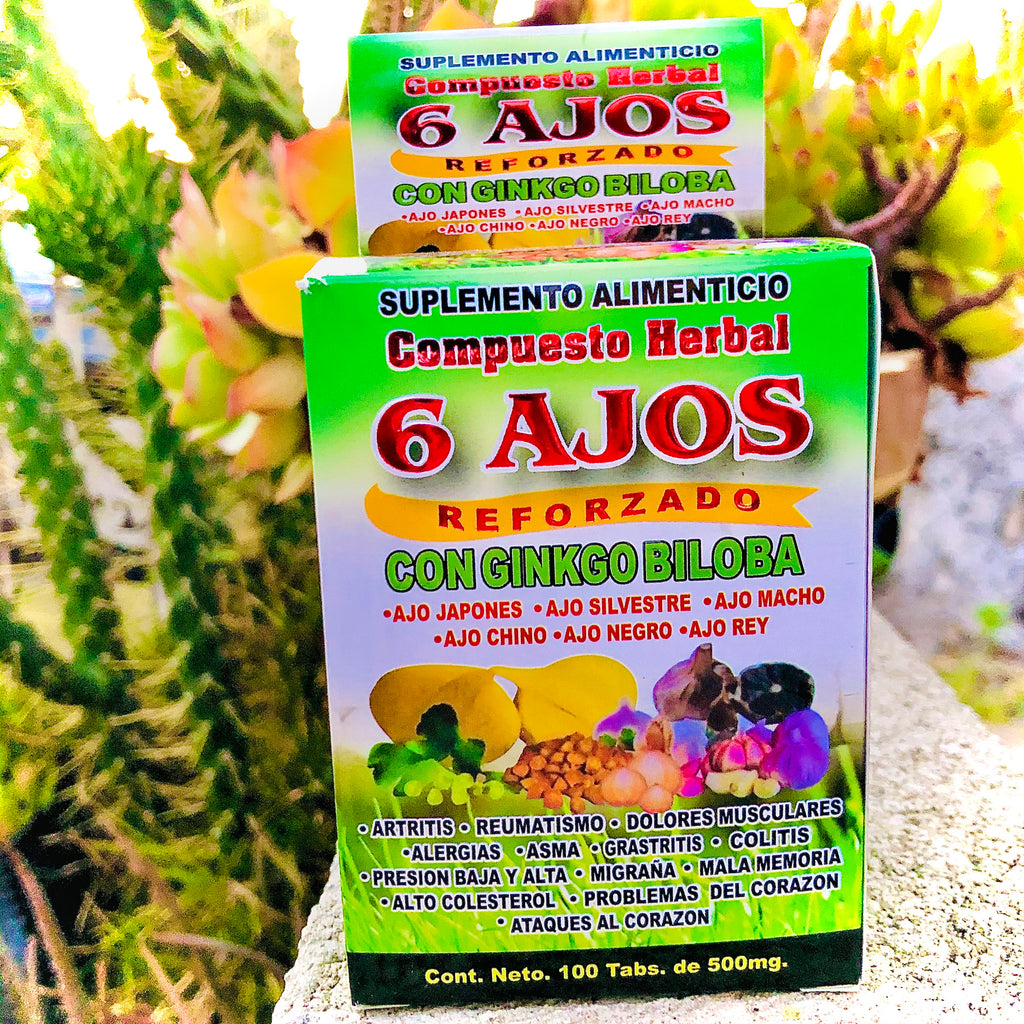 SUPLEMENTO ALIMENTICIO
Compuesto Herbal
6 AJOS
REFORZADO
CON GINKGO BILOBA
•AJO JAPONES •AJO SILVESTRE •AJO MACHO
•AJO CHINO •AJO NEGRO •AJO REY
SUPLEMENTO ALIMENTICIO
Compuesto Herbal
6 AJOS
REFORZADO
CON GINKGO BILOBA
•AJO JAPONES •AJO SILVESTRE •AJO MACHO
•AJO CHINO •AJO NEGRO •AJO REY
•ARTRITIS • REUMATISMO • DOLORES MUSCULARES
•ALERGIAS •ASMA •GRASTRITIS • COLITIS
•PRESION BAJA Y ALTA • MIGRAÑA • MALA MEMORIA
•ALTO COLESTEROL • PROBLEMAS DEL CORAZON
• ATAQUES AL CORAZON
Cont. Neto. 100 Tabs. de 500mg.